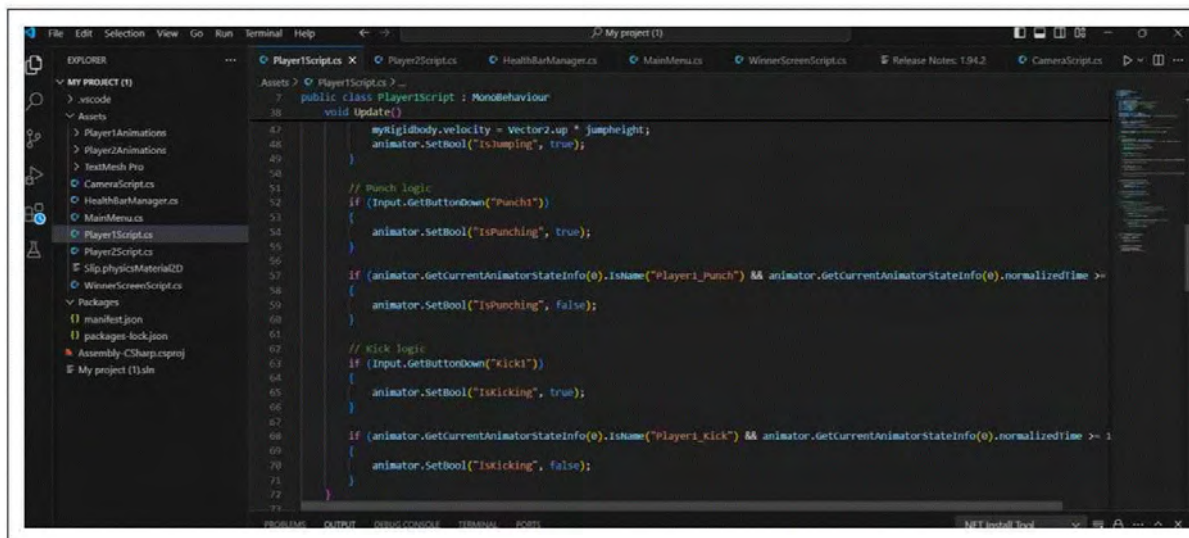 File Edit Selection View Go Run Terminal Help
My project (1)
EXPLORER
MY PROJECT (1)
.vscode
Assets
Player1Animations
Player2Animations
TextMesh Pro
CameraScript.cs
HealthBarManager.cs
MainMenu.cs
Player1Script.cs
Player2Script.cs
Slip.physicsMaterial2D
WinnerScreenScript.cs
Packages
manifest.json
packages-lock.json
Assembly-CSharp.csproj
My project (1).sln
Player1Script.cs Player2Script.cs HealthBarManager.cs MainMenu.cs WinnerScreenScript.cs Release Notes: 1.94.2 CameraScript.cs
Assets > Player1Script.cs > ...
7 public class Player1Script : MonoBehaviour
38 void Update()
47 myRigidbody.velocity = Vector2.up * jumpheight;
48 animator.SetBool("IsJumping", true);
49 }
50
51 // Punch logic
52 if (Input.GetButtonDown("Punch1"))
53 {
54 animator.SetBool("IsPunching", true);
55 }
56
57 if (animator.GetCurrentAnimatorStateInfo(0).IsName("Player1_Punch") && animator.GetCurrentAnimatorStateInfo(0).normalizedTime >=
58 {
59 animator.SetBool("IsPunching", false);
60 }
61
62 // Kick logic
63 if (Input.GetButtonDown("Kick1"))
64 {
65 animator.SetBool("IsKicking", true);
66 }
67
68 if (animator.GetCurrentAnimatorStateInfo(0).IsName("Player1_Kick") && animator.GetCurrentAnimatorStateInfo(0).normalizedTime >= 1
69 {
70 animator.SetBool("IsKicking", false);
71 }
72 }
73
PROBLEMS OUTPUT DEBUG CONSOLE TERMINAL PORTS
.NET Install Tool